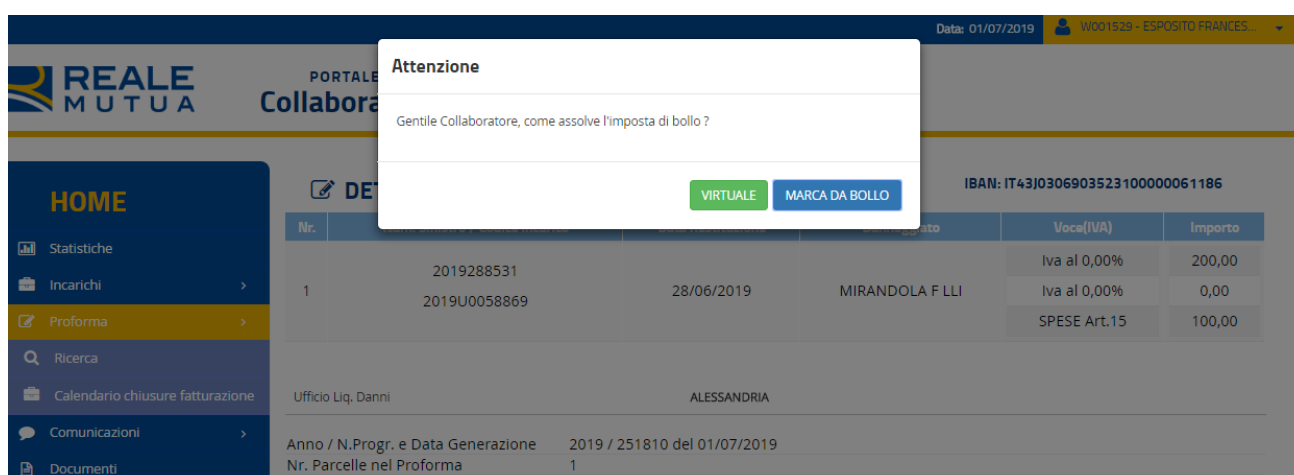 Data: 01/07/2019 W001529 - ESPOSITO FRANCES...
REALE
MUTUA
PORTALE
Collabora
Attenzione
Gentile Collaboratore, come assolve l'imposta di bollo ?
VIRTUALE MARCA DA BOLLO
HOME
Statistiche
Incarichi
Proforma
Ricerca
Calendario chiusure fatturazione
Comunicazioni
Documenti
DET
IBAN: IT43J0306903523100000061186
Nr. Voce(IVA) Importo
1
2019288531
2019U0058869
28/06/2019 MIRANDOLA F LLI
Iva al 0,00% 200,00
Iva al 0,00% 0,00
SPESE Art.15 100,00
Ufficio Liq. Danni ALESSANDRIA
Anno / N.Progr. e Data Generazione 2019 / 251810 del 01/07/2019
Nr. Parcelle nel Proforma 1